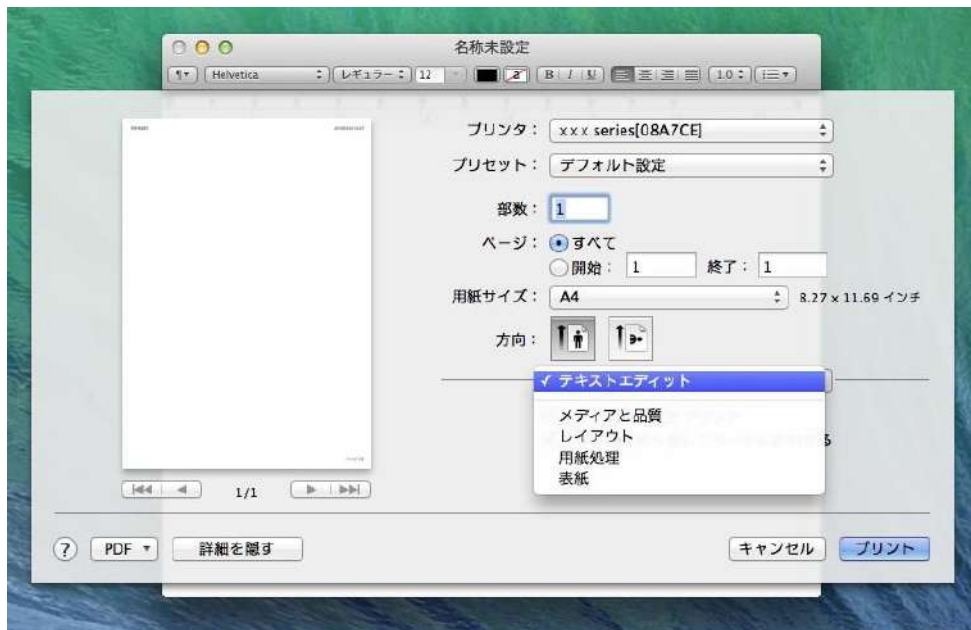 名称未設定
Helvetica レギュラー 12 a B I U 1.0
プリンタ： xxx series[08A7CE]
プリセット： デフォルト設定
部数： 1
ページ： すべて
開始： 1 終了： 1
用紙サイズ： A4 8.27 x 11.69 インチ
方向：
✓ テキストエディット
メディアと品質
レイアウト
用紙処理
表紙
1/1
? PDF 詳細を隠す キャンセル プリント